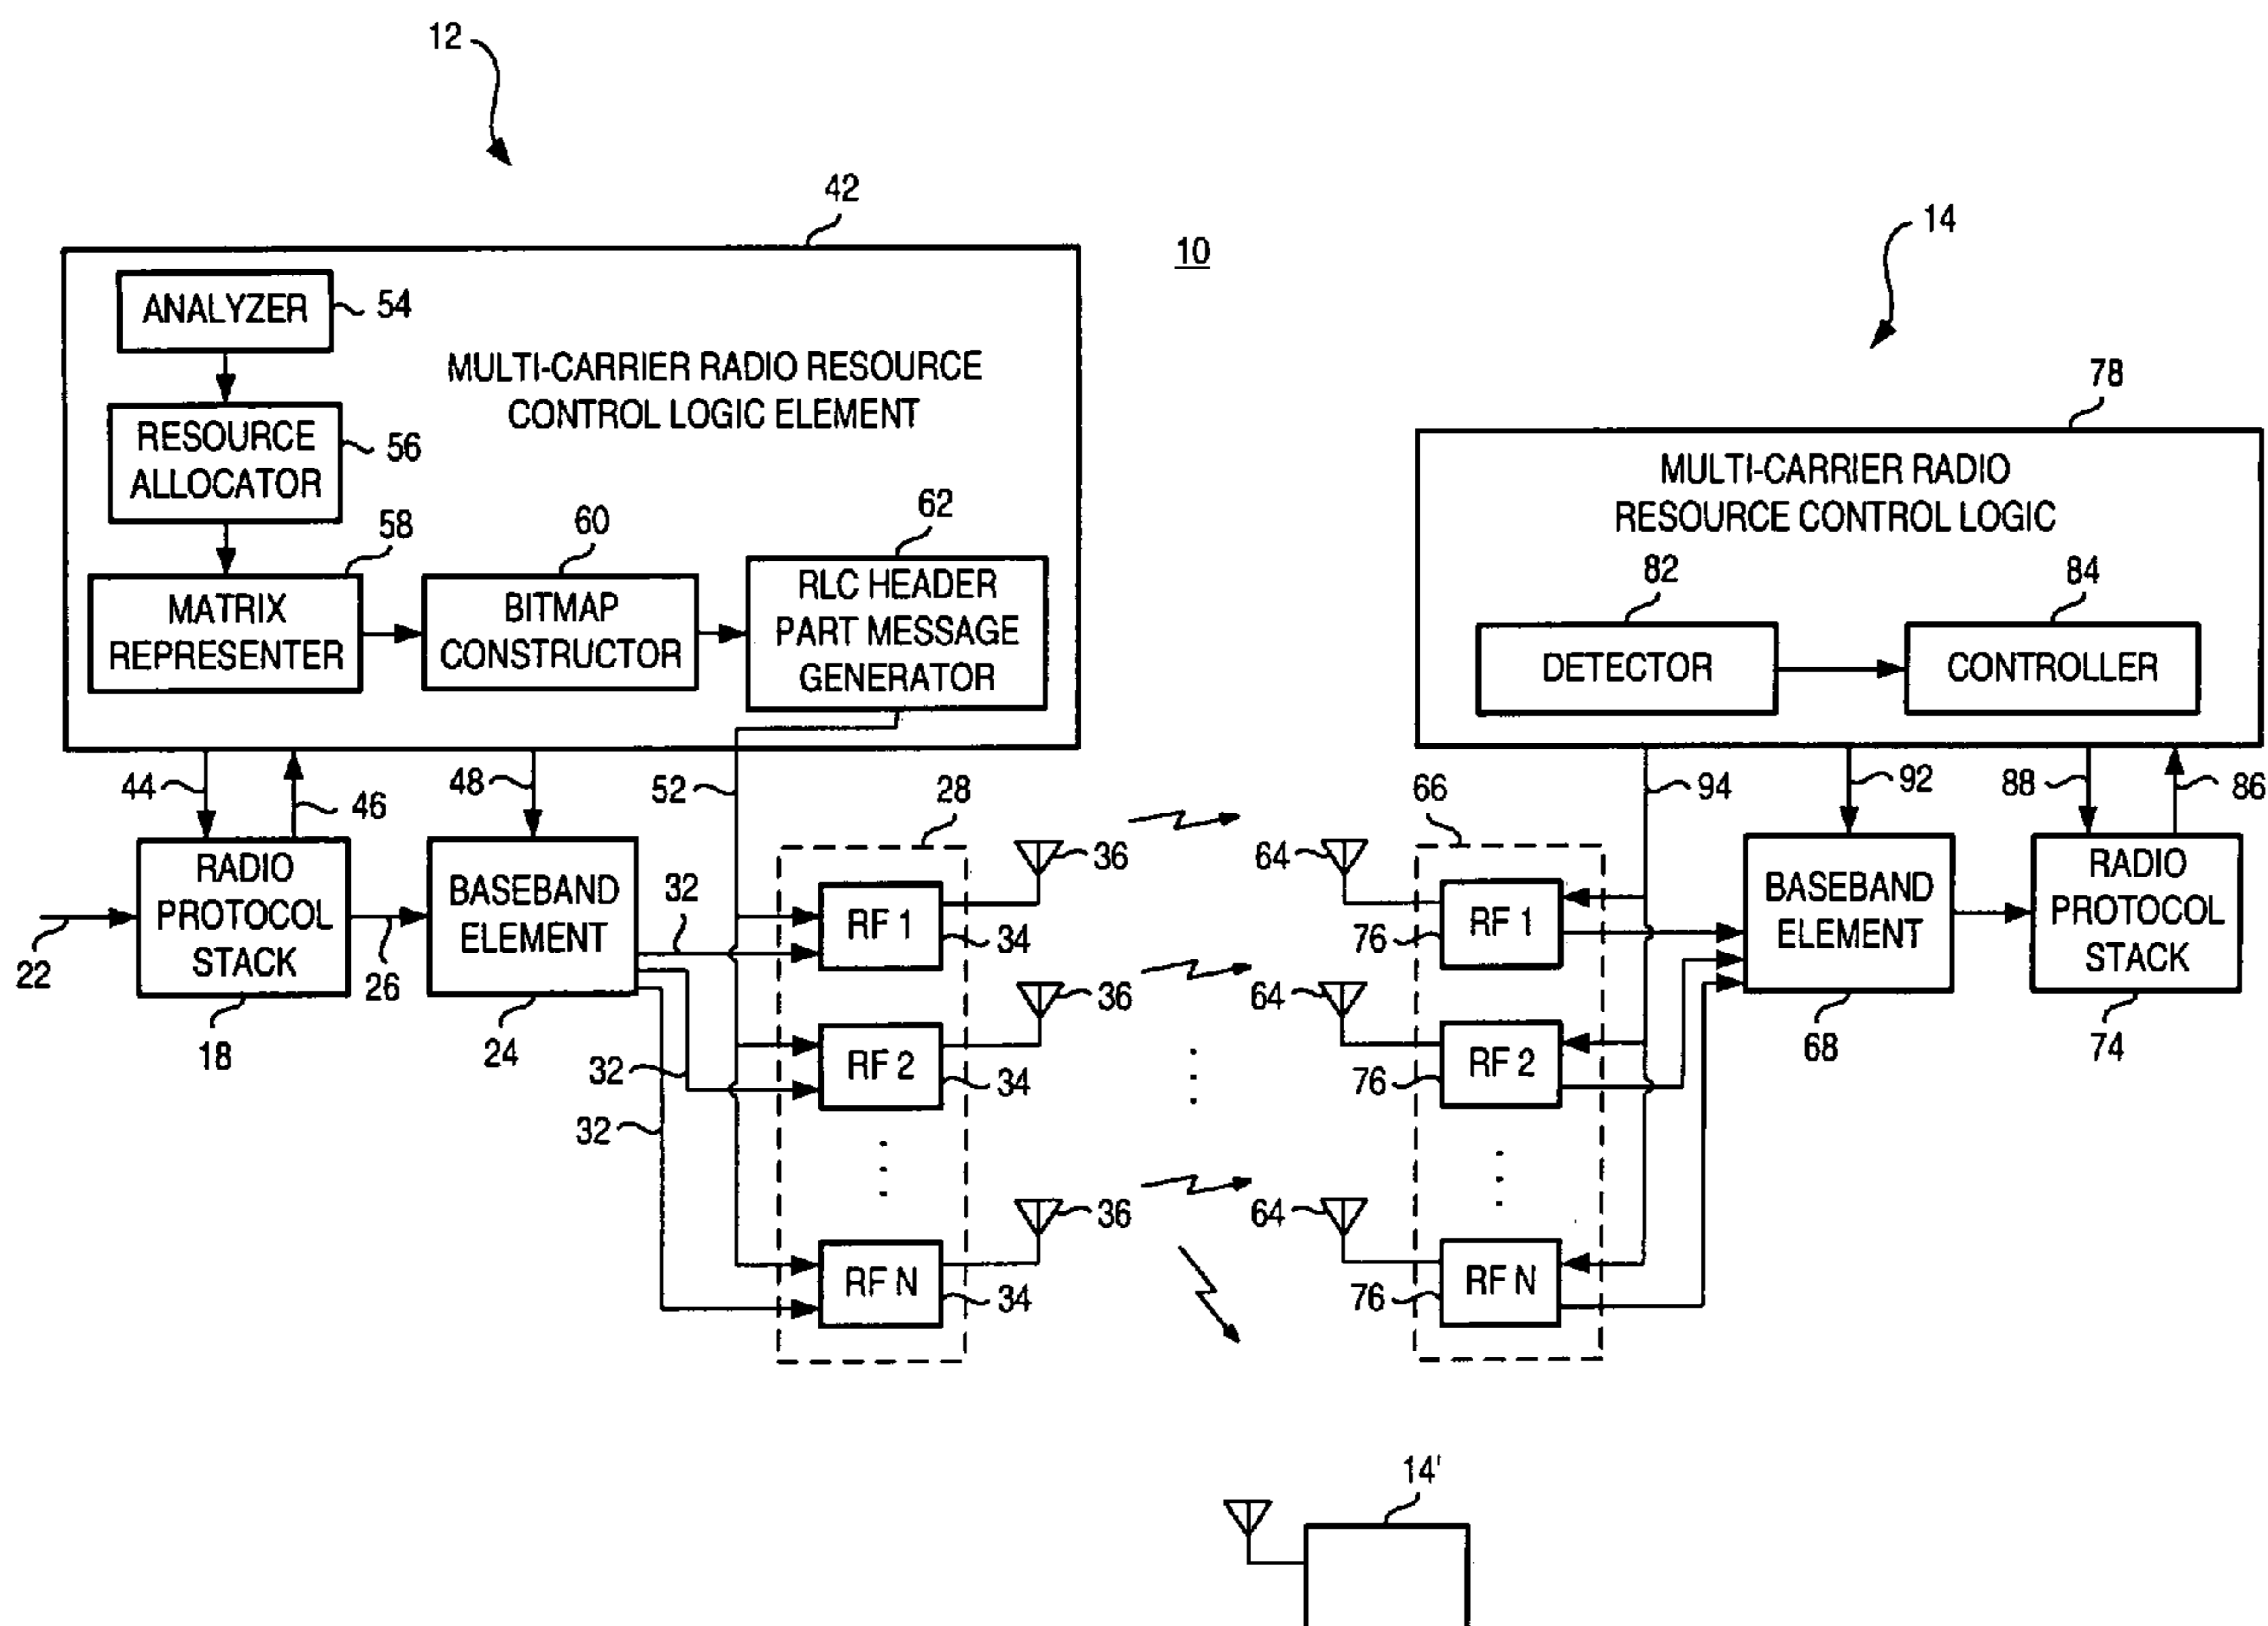 12
42
10
14
ANALYZER
54
78
MULTI-CARRIER RADIO RESOURCE
CONTROL LOGIC ELEMENT
RESOURCE
ALLOCATOR
56
MULTI-CARRIER RADIO
RESOURCE CONTROL LOGIC
58
60
62
82
84
MATRIX
REPRESENTER
BITMAP
CONSTRUCTOR
RLC HEADER
PART MESSAGE
GENERATOR
DETECTOR
CONTROLLER
44
46
48
52
28
66
94
92
88
86
36
64
RADIO
PROTOCOL
STACK
BASEBAND
ELEMENT
32
RF 1
34
76
RF 1
BASEBAND
ELEMENT
RADIO
PROTOCOL
STACK
22
26
18
24
36
64
68
74
32
RF 2
34
76
RF 2
32
36
64
RF N
34
76
RF N
14'